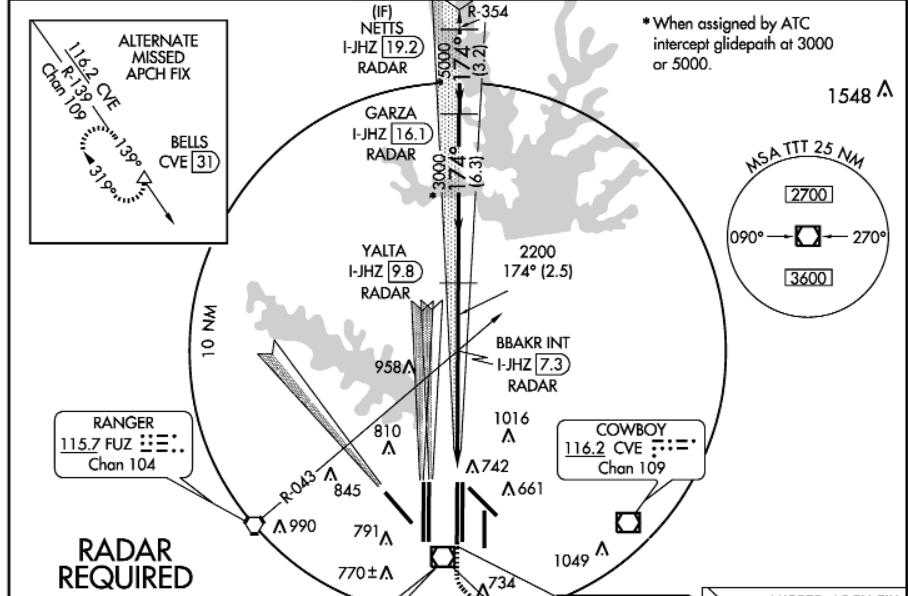 ALTERNATE
MISSED
APCH FIX
116.2 CVE
R-139
Chan 109
139°
319°
BELLS
CVE 31
(IF)
NETTS
I-JHZ 19.2
RADAR
R-354
*5000
174°
(3.2)
GARZA
I-JHZ 16.1
RADAR
*3000
174°
(6.3)
* When assigned by ATC
intercept glidepath at 3000
or 5000.
1548
MSA TTT 25 NM
2700
090°
270°
3600
YALTA
I-JHZ 9.8
RADAR
2200
174° (2.5)
10 NM
BBAKR INT
I-JHZ 7.3
RADAR
958
RANGER
115.7 FUZ
Chan 104
810
1016
COWBOY
116.2 CVE
Chan 109
R-043
845
742
661
990
791
1049
RADAR
REQUIRED
770±
734